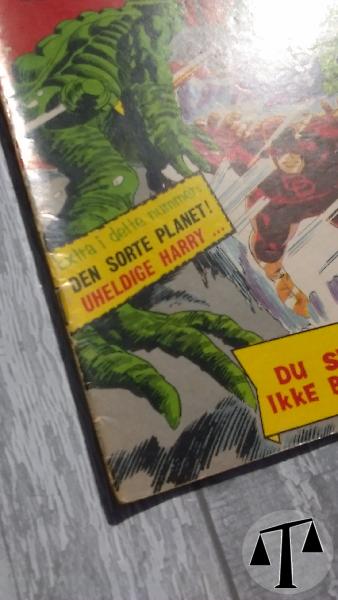 Extra i dette nummer:
DEN SORTE PLANET!
UHELDIGE HARRY...
DU S
IKKE B